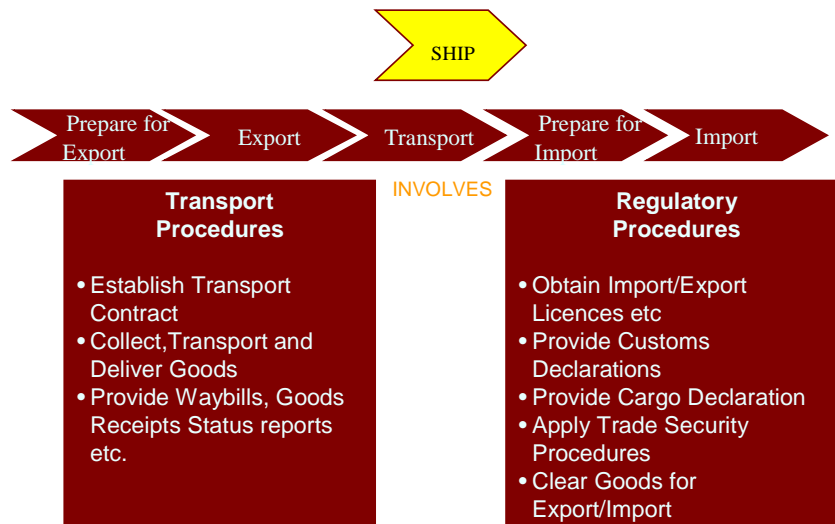 SHIP
Prepare for
Export
Export
Transport
Prepare for
Import
Import
INVOLVES
Transport
Procedures
• Establish Transport
Contract
• Collect,Transport and
Deliver Goods
• Provide Waybills, Goods
Receipts Status reports
etc.
Regulatory
Procedures
• Obtain Import/Export
Licences etc
• Provide Customs
Declarations
• Provide Cargo Declaration
• Apply Trade Security
Procedures
• Clear Goods for
Export/Import